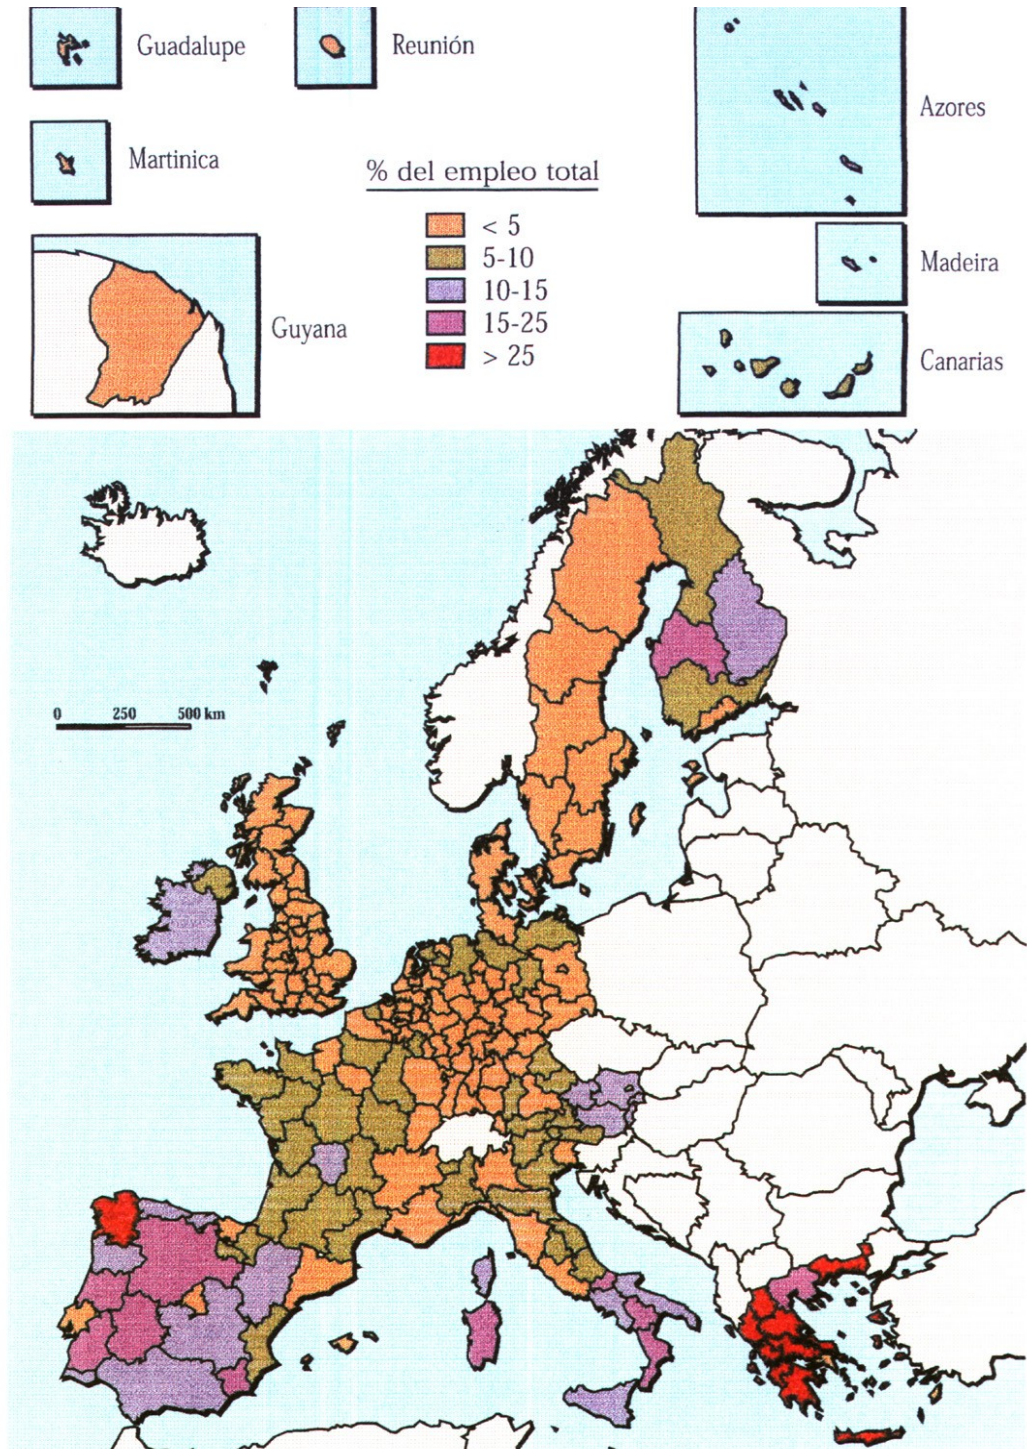 Guadalupe
Reunión
Azores
Martinica
% del empleo total
< 5
5-10
10-15
15-25
> 25
Madeira
Guyana
Canarias
0 250 500 km